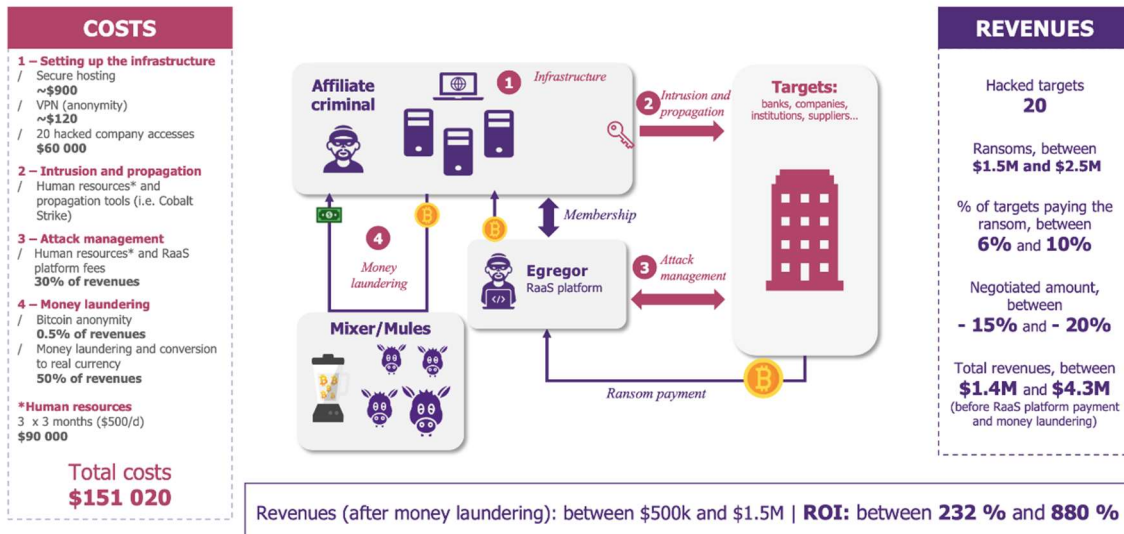 COSTS
1 – Setting up the infrastructure
/ Secure hosting
~$900
/ VPN (anonymity)
~$120
/ 20 hacked company accesses
$60 000
2 – Intrusion and propagation
/ Human resources* and
propagation tools (i.e. Cobalt
Strike)
3 – Attack management
/ Human resources* and RaaS
platform fees
30% of revenues
4 – Money laundering
/ Bitcoin anonymity
0.5% of revenues
/ Money laundering and conversion
to real currency
50% of revenues
*Human resources
3 x 3 months ($500/d)
$90 000
Total costs
$151 020
Affiliate
criminal
1
Infrastructure
2
Intrusion and
propagation
Targets:
banks, companies,
institutions, suppliers...
Membership
4
Money
laundering
Egregor
RaaS platform
3
Attack
management
Mixer/Mules
Ransom payment
REVENUES
Hacked targets
20
Ransoms, between
$1.5M and $2.5M
% of targets paying the
ransom, between
6% and 10%
Negotiated amount,
between
- 15% and - 20%
Total revenues, between
$1.4M and $4.3M
(before RaaS platform payment
and money laundering)
Revenues (after money laundering): between $500k and $1.5M | ROI: between 232 % and 880 %